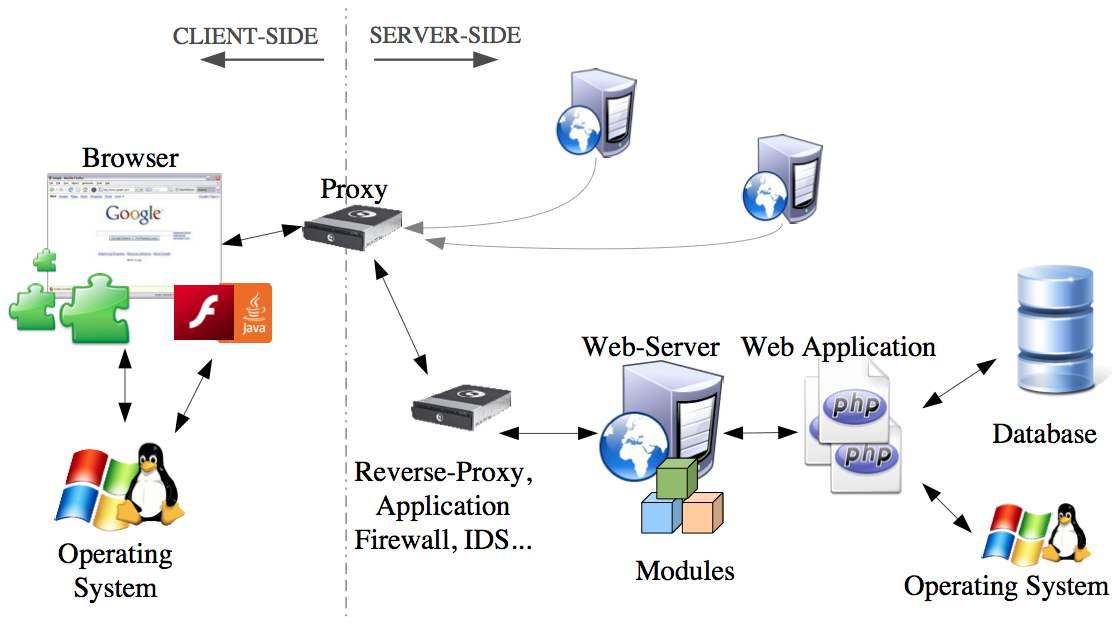 CLIENT-SIDE
SERVER-SIDE
Browser
Google
Proxy
Java
Web-Server
Web Application
php
php
Database
Reverse-Proxy,
Application
Firewall, IDS...
Modules
Operating
System
Operating System